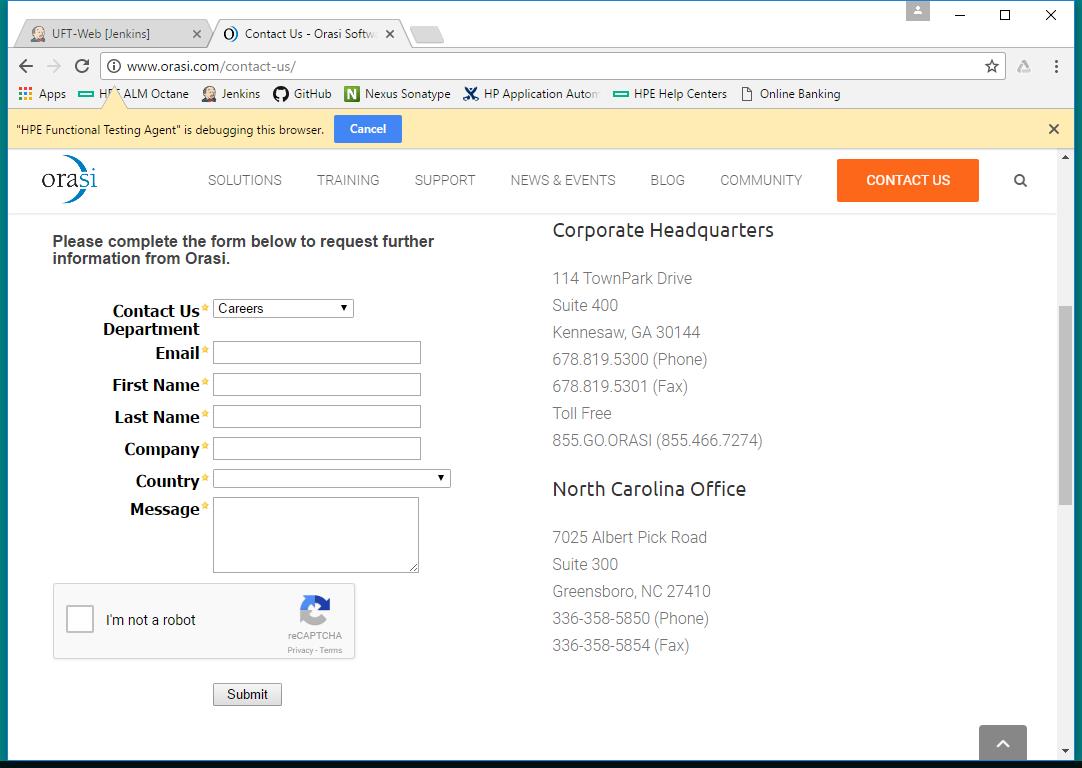 UFT-Web [Jenkins]
Contact Us - Orasi Softw
www.orasi.com/contact-us/
Apps
ALM Octane
Jenkins
GitHub
Nexus Sonatype
HP Application Autom
HPE Help Centers
Online Banking
"HPE Functional Testing Agent" is debugging this browser.
Cancel
orasi
SOLUTIONS
TRAINING
SUPPORT
NEWS & EVENTS
BLOG
COMMUNITY
CONTACT US
Please complete the form below to request further
information from Orasi.
Contact Us
Department
Careers
Email
First Name
Last Name
Company
Country
Message
I'm not a robot
reCAPTCHA
Privacy - Terms
Submit
Corporate Headquarters
114 TownPark Drive
Suite 400
Kennesaw, GA 30144
678.819.5300 (Phone)
678.819.5301 (Fax)
Toll Free
855.GO.ORASI (855.466.7274)
North Carolina Office
7025 Albert Pick Road
Suite 300
Greensboro, NC 27410
336-358-5850 (Phone)
336-358-5854 (Fax)